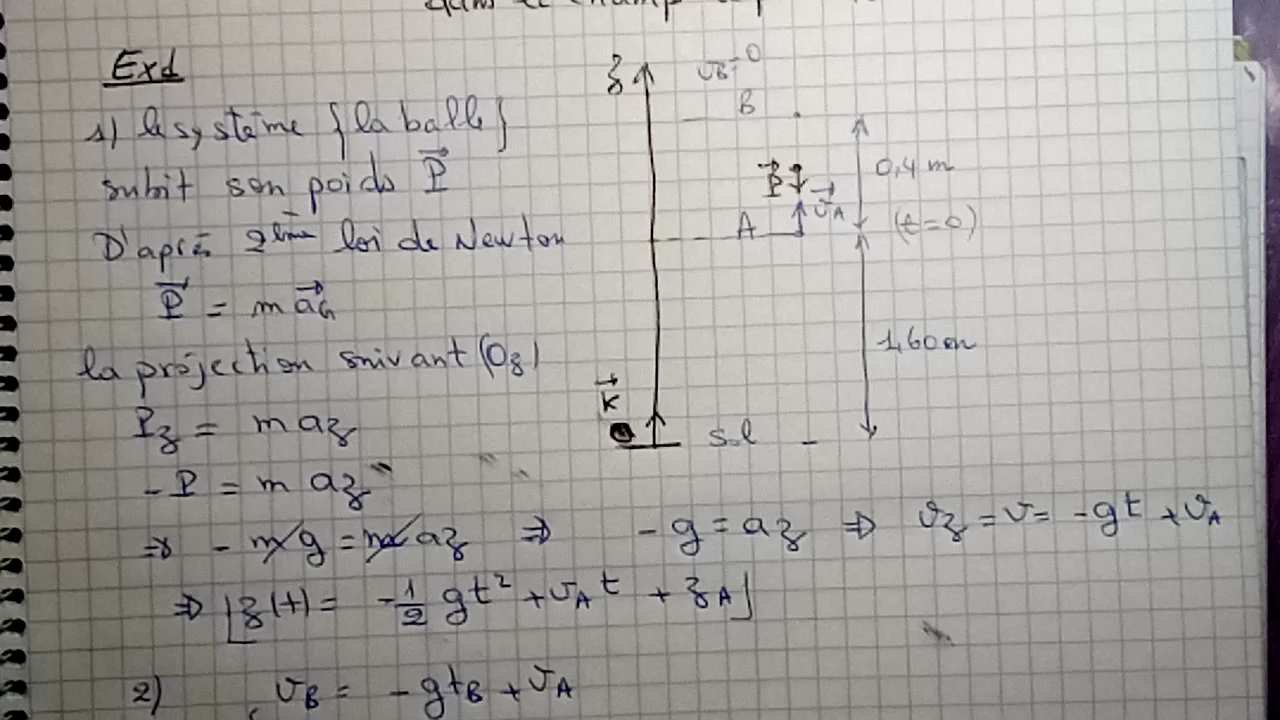 Ex1
1) le système {la balle}
subit son poids P⃗
D'après 2ème loi de Newton
P⃗ = m a⃗G
la projection suivant (Oz)
Pz = m az
-P = m az
⇒ - mg = m az ⇒ -g = az ⇒ vz = v = -gt + vA
⇒ [z(t) = -1/2 gt² + vA t + zA]
2) vB = -gtB + vA
z
vB = 0
B
0,4 m
P⃗
v⃗A
A
(t=0)
1,60 m
k⃗
O
sol